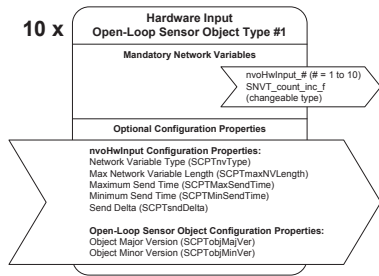 10 x
Hardware Input
Open-Loop Sensor Object Type #1
Mandatory Network Variables
nvoHwInput_# (# = 1 to 10)
SNVT_count_inc_f
(changeable type)
Optional Configuration Properties
nvoHwInput Configuration Properties:
Network Variable Type (SCPTnvType)
Max Network Variable Length (SCPTmaxNVLength)
Maximum Send Time (SCPTMaxSendTime)
Minimum Send Time (SCPTMinSendTime)
Send Delta (SCPTsndDelta)
Open-Loop Sensor Object Configuration Properties:
Object Major Version (SCPTobjMajVer)
Object Minor Version (SCPTobjMinVer)